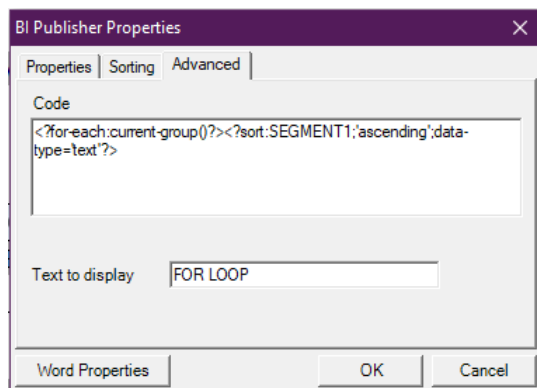 BI Publisher Properties
Properties Sorting Advanced
Code
<?for-each:current-group()?><?sort:SEGMENT1;'ascending';data-
type='text'?>
Text to display FOR LOOP
Word Properties OK Cancel